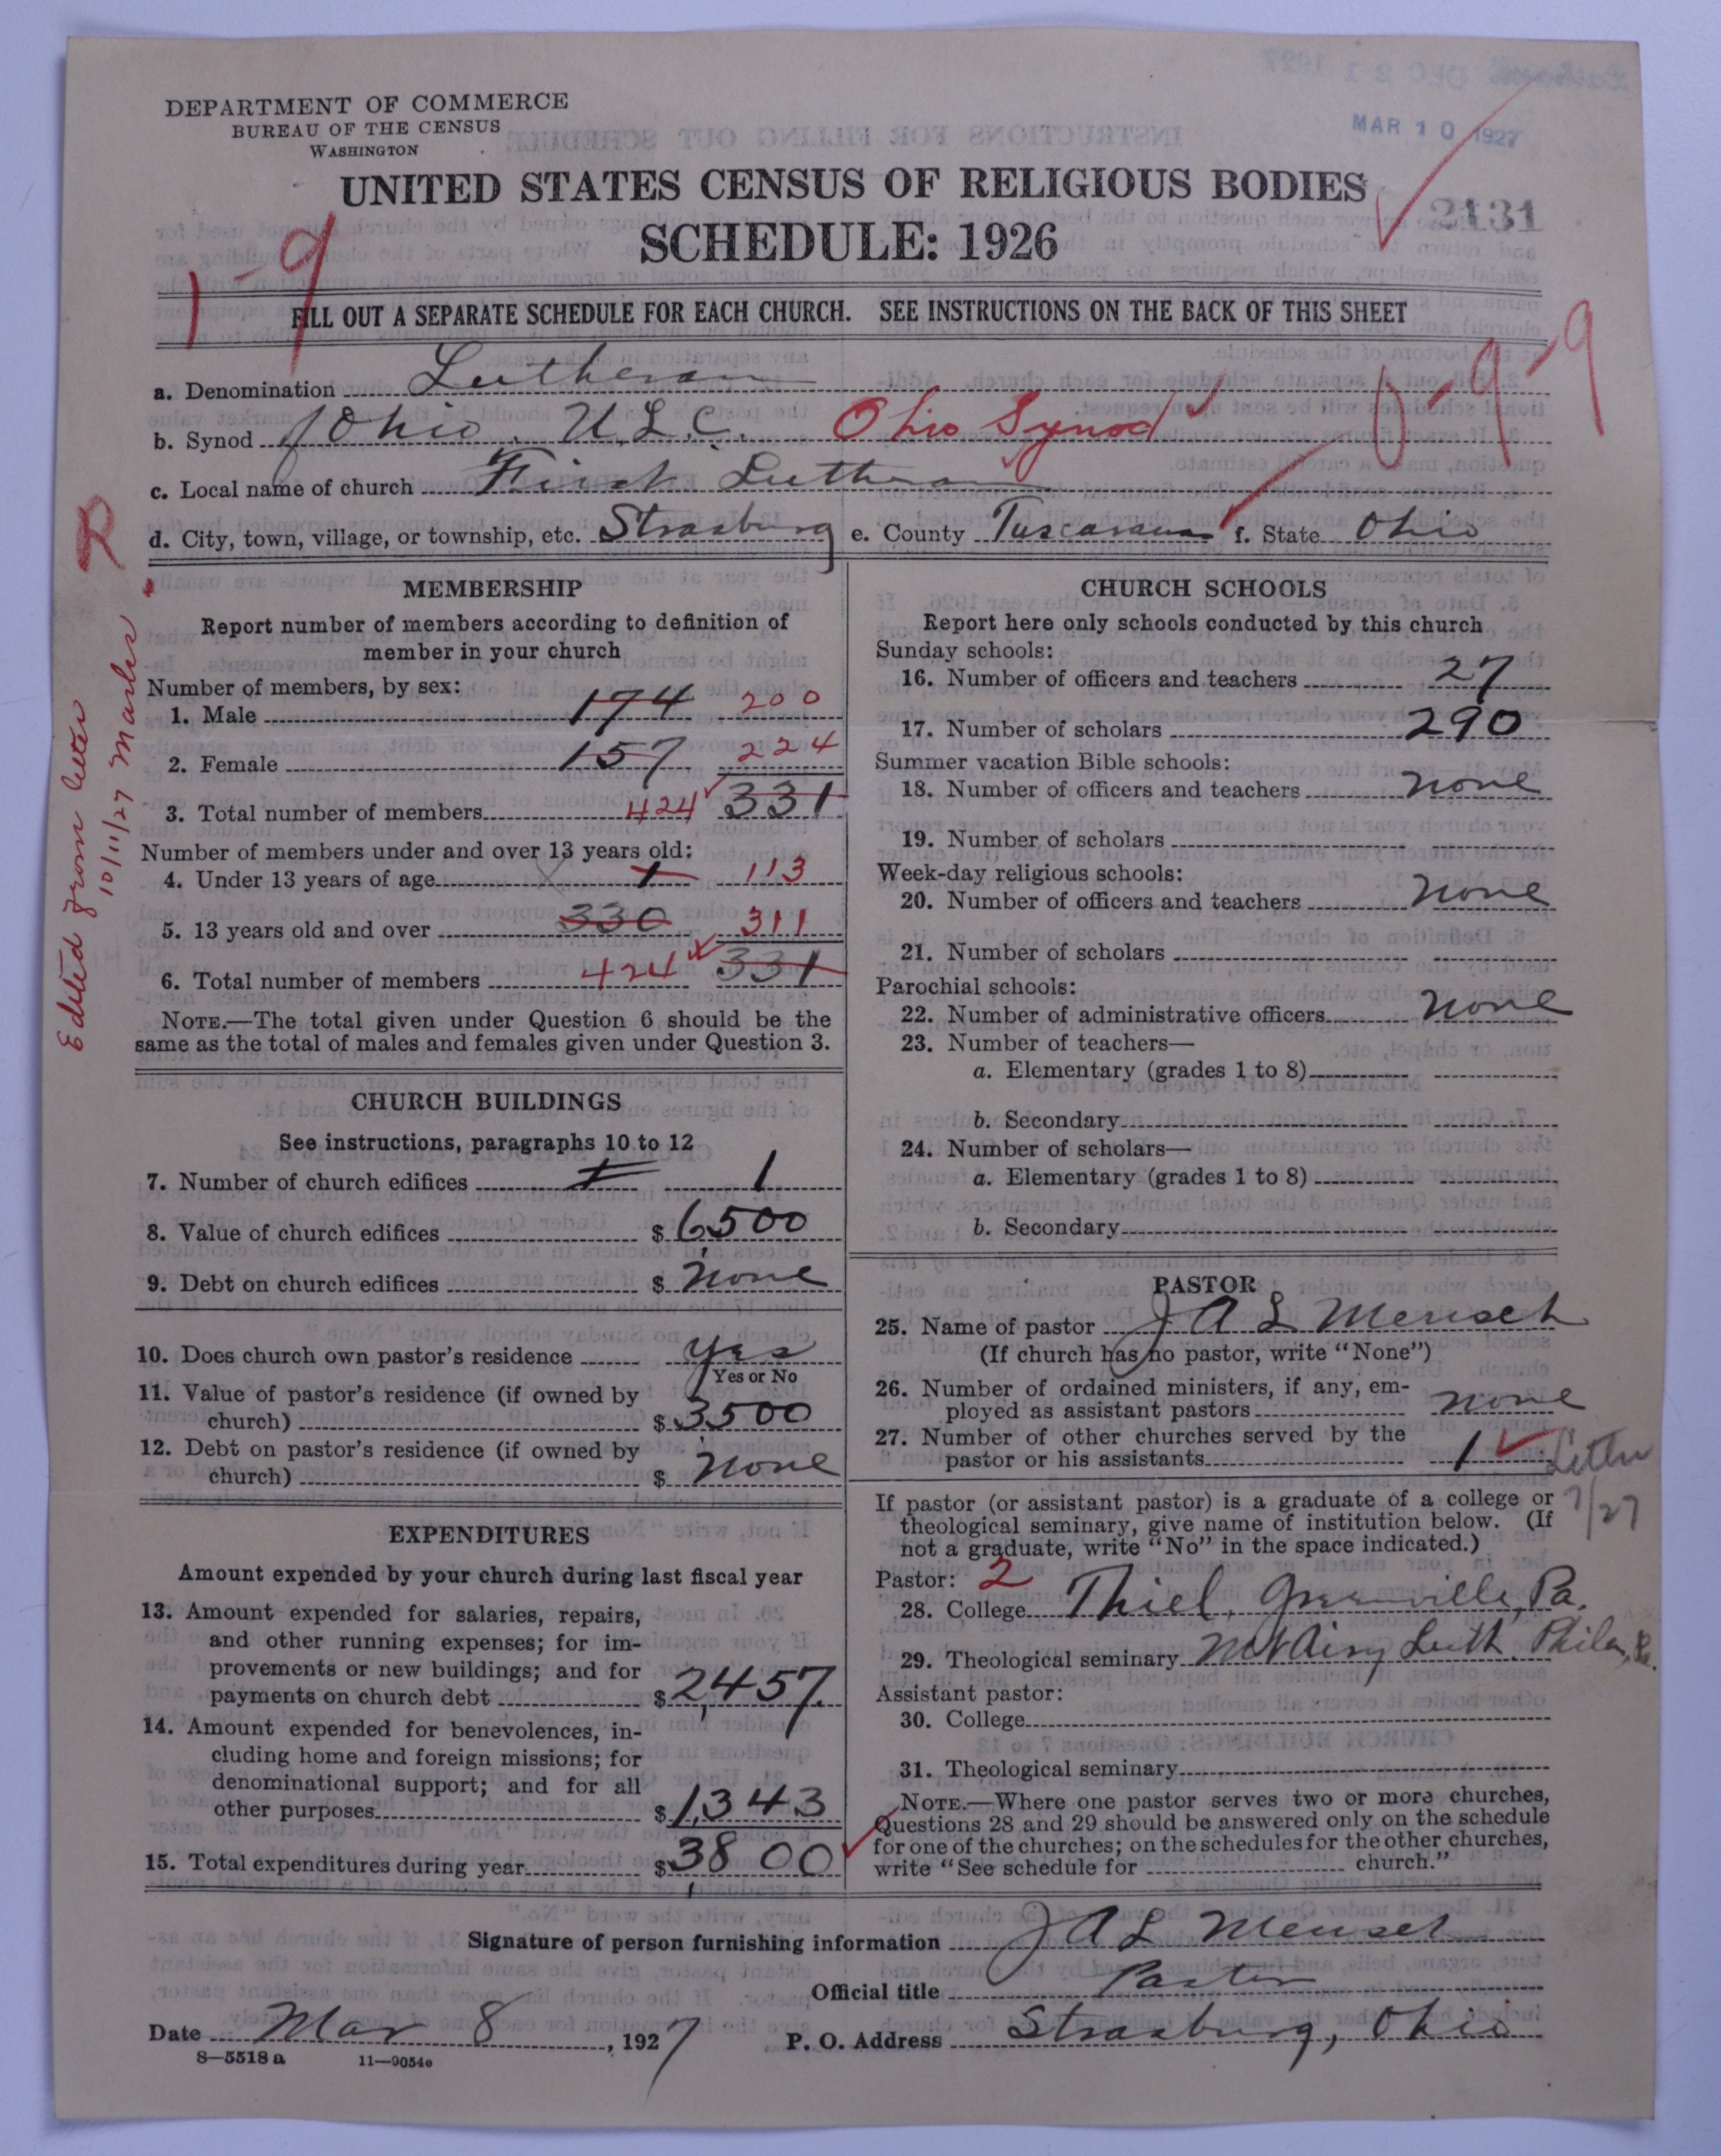 DEPARTMENT OF COMMERCE
BUREAU OF THE CENSUS
WASHINGTON
MAR 10 1927
UNITED STATES CENSUS OF RELIGIOUS BODIES
SCHEDULE: 1926
2131
1-9
FILL OUT A SEPARATE SCHEDULE FOR EACH CHURCH. SEE INSTRUCTIONS ON THE BACK OF THIS SHEET
0-9-9
a. Denomination Lutheran
b. Synod Ohio. U.L.C. Ohio Synod
c. Local name of church First Lutheran
d. City, town, village, or township, etc. Strasburg e. County Tuscarawas f. State Ohio
Edited from letter
10/11/27 Marks
MEMBERSHIP
Report number of members according to definition of
member in your church
Number of members, by sex:
1. Male 174 200
2. Female 157 224
3. Total number of members 424 331
Number of members under and over 13 years old:
4. Under 13 years of age 1 113
5. 13 years old and over 330 311
6. Total number of members 424 331
NOTE.—The total given under Question 6 should be the
same as the total of males and females given under Question 3.
CHURCH BUILDINGS
See instructions, paragraphs 10 to 12
7. Number of church edifices 1 1
8. Value of church edifices $6,500
9. Debt on church edifices $ none
10. Does church own pastor's residence Yes
Yes or No
11. Value of pastor's residence (if owned by
church) $3,500
12. Debt on pastor's residence (if owned by
church) $ none
EXPENDITURES
Amount expended by your church during last fiscal year
13. Amount expended for salaries, repairs,
and other running expenses; for im-
provements or new buildings; and for
payments on church debt $2,457
14. Amount expended for benevolences, in-
cluding home and foreign missions; for
denominational support; and for all
other purposes $1,343
15. Total expenditures during year $3,800
CHURCH SCHOOLS
Report here only schools conducted by this church
Sunday schools:
16. Number of officers and teachers 27
17. Number of scholars 290
Summer vacation Bible schools:
18. Number of officers and teachers none
19. Number of scholars
Week-day religious schools:
20. Number of officers and teachers none
21. Number of scholars
Parochial schools:
22. Number of administrative officers none
23. Number of teachers—
a. Elementary (grades 1 to 8)
b. Secondary
24. Number of scholars—
a. Elementary (grades 1 to 8)
b. Secondary
PASTOR
25. Name of pastor J A L Mensch
(If church has no pastor, write "None")
26. Number of ordained ministers, if any, em-
ployed as assistant pastors none
27. Number of other churches served by the
pastor or his assistants 1 Letter
7/27
If pastor (or assistant pastor) is a graduate of a college or
theological seminary, give name of institution below. (If
not a graduate, write "No" in the space indicated.)
Pastor: 2
28. College Thiel, Greenville, Pa.
29. Theological seminary Mt Airy Luth. Phila, Pa.
Assistant pastor:
30. College
31. Theological seminary
NOTE.—Where one pastor serves two or more churches,
Questions 28 and 29 should be answered only on the schedule
for one of the churches; on the schedules for the other churches,
write "See schedule for church."
Signature of person furnishing information J A L Mensch
Official title Pastor
Date Mar 8, 1927 P. O. Address Strasburg, Ohio
8—5518 a 11—9054a